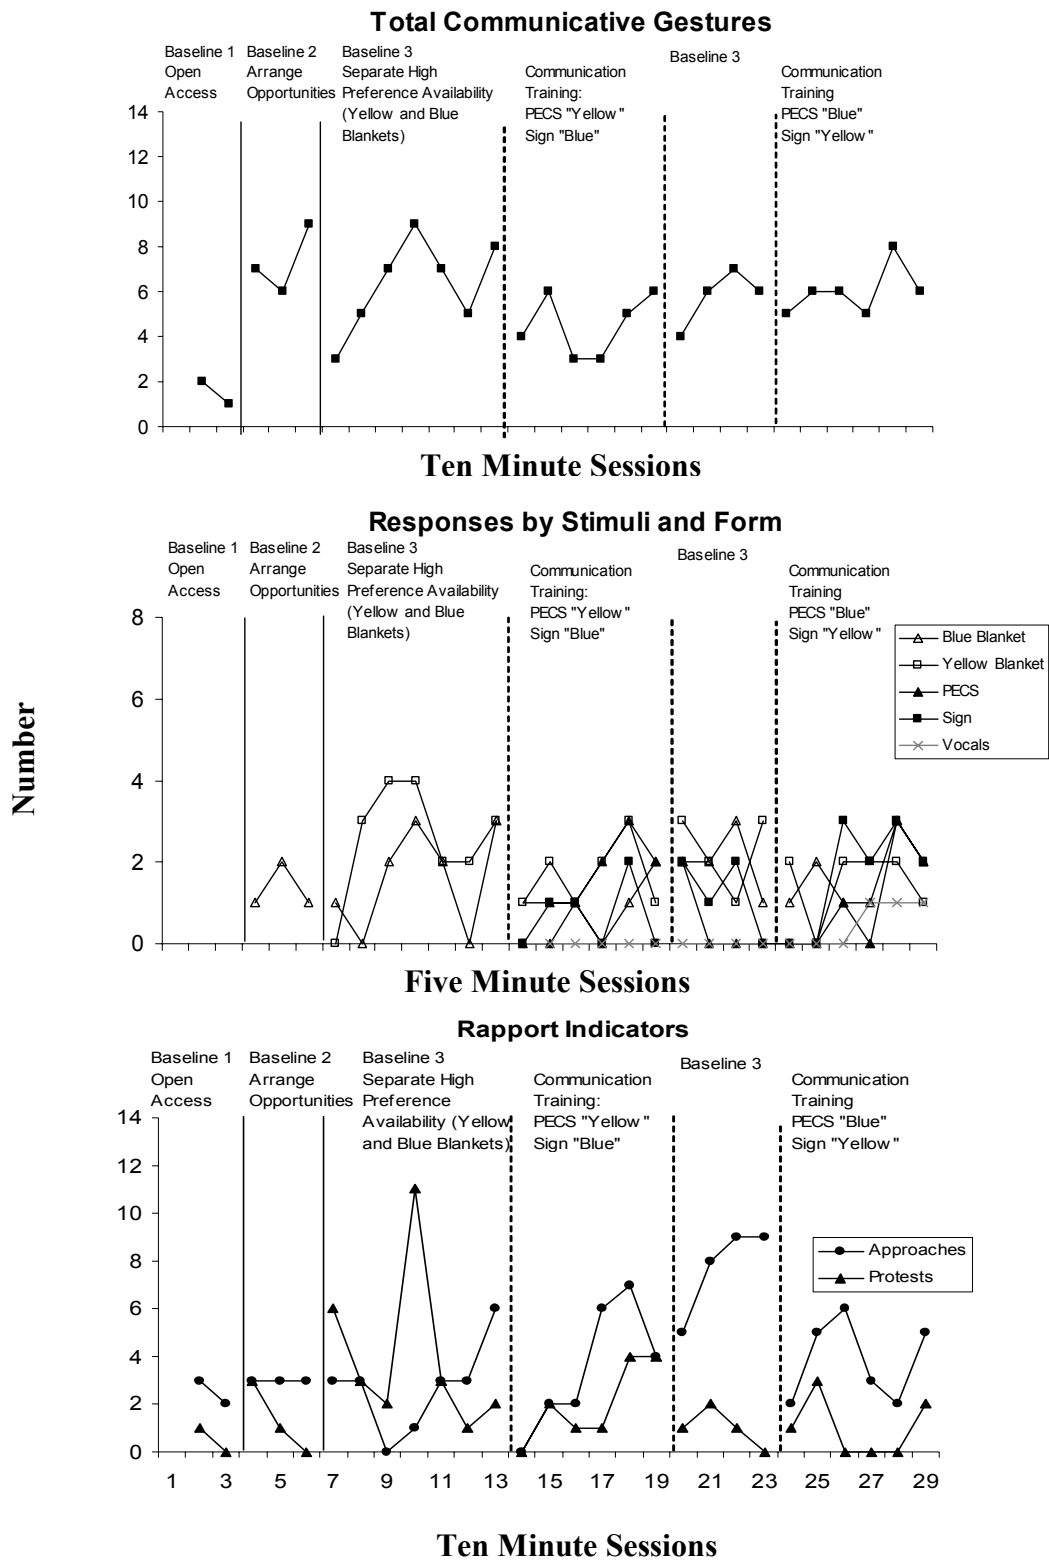 Total Communicative Gestures
Baseline 1
Open
Access
Baseline 2
Arrange
Opportunities
Baseline 3
Separate High
Preference Availability
(Yellow and Blue
Blankets)
Communication
Training:
PECS "Yellow"
Sign "Blue"
Baseline 3
Communication
Training
PECS "Blue"
Sign "Yellow"
14
12
10
8
6
4
2
0
Ten Minute Sessions
Responses by Stimuli and Form
Baseline 1
Open
Access
Baseline 2
Arrange
Opportunities
Baseline 3
Separate High
Preference Availability
(Yellow and Blue
Blankets)
Communication
Training:
PECS "Yellow"
Sign "Blue"
Baseline 3
Communication
Training
PECS "Blue"
Sign "Yellow"
8
6
4
2
0
Blue Blanket
Yellow Blanket
PECS
Sign
Vocals
Number
Five Minute Sessions
Rapport Indicators
Baseline 1
Open
Access
Baseline 2
Arrange
Opportunities
Baseline 3
Separate High
Preference
Availability (Yellow
and Blue Blankets)
Communication
Training:
PECS "Yellow"
Sign "Blue"
Baseline 3
Communication
Training
PECS "Blue"
Sign "Yellow"
14
12
10
8
6
4
2
0
Approaches
Protests
1 3 5 7 9 11 13 15 17 19 21 23 25 27 29
Ten Minute Sessions